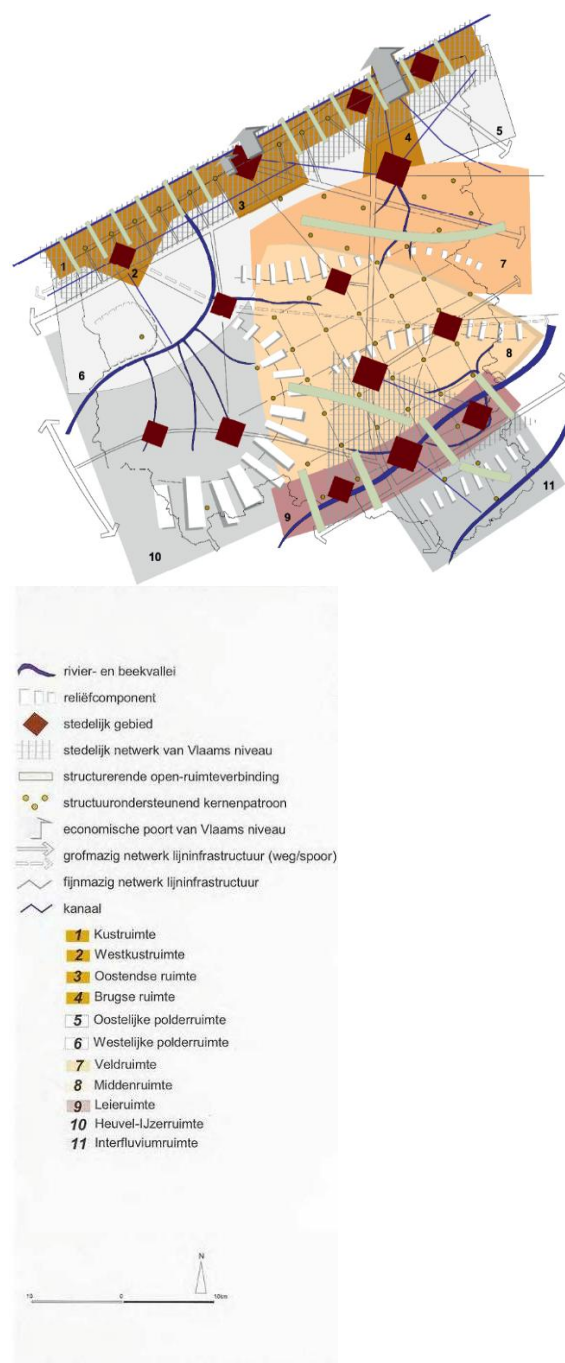 5
4
3
1
2
7
6
8
11
9
10
rivier- en beekvallei
reliëfcomponent
stedelijk gebied
stedelijk netwerk van Vlaams niveau
structurerende open-ruimteverbinding
structuurondersteunend kernenpatroon
economische poort van Vlaams niveau
grofmazig netwerk lijninfrastructuur (weg/spoor)
fijnmazig netwerk lijninfrastructuur
kanaal
1 Kustruimte
2 Westkustruimte
3 Oostendse ruimte
4 Brugse ruimte
5 Oostelijke polderruimte
6 Westelijke polderruimte
7 Veldruimte
8 Middenruimte
9 Leieruimte
10 Heuvel-IJzerruimte
11 Interfluviumruimte
N
10 0